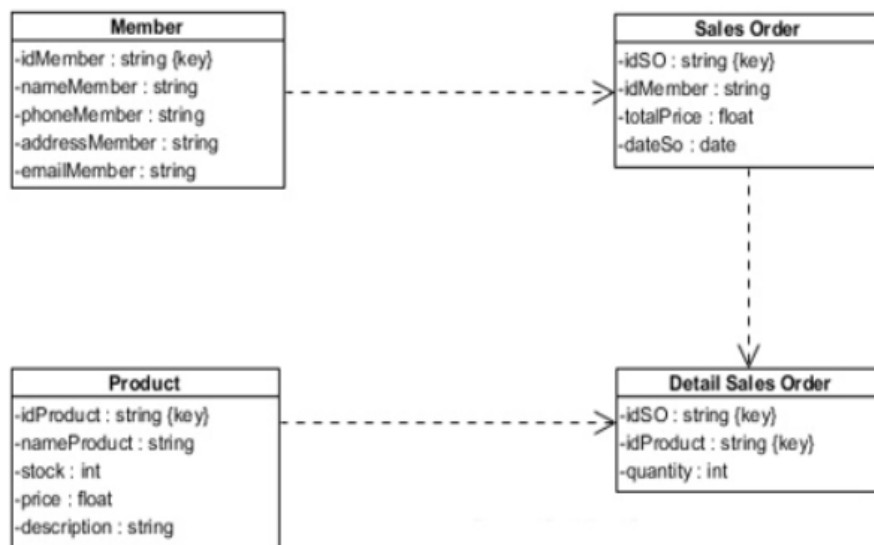 Member
-idMember : string {key}
-nameMember : string
-phoneMember : string
-addressMember : string
-emailMember : string
Sales Order
-idSO : string {key}
-idMember : string
-totalPrice : float
-dateSo : date
Product
-idProduct : string {key}
-nameProduct : string
-stock : int
-price : float
-description : string
Detail Sales Order
-idSO : string {key}
-idProduct : string {key}
-quantity : int